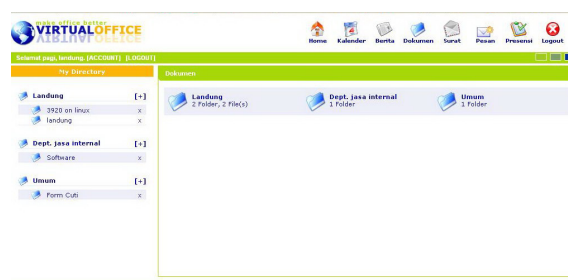 make office better
VIRTUALOFFICE
Home Kalender Berita Dokumen Surat Pesan Presensi Logout
Selamat pagi, landung. [ACCOUNT] [LOGOUT]
My Directory
Landung [+]
3920 on linux x
landung x
Dept. jasa internal [+]
Software x
Umum [+]
Form Cuti x
Dokumen
Landung
2 Folder, 2 File(s)
Dept. jasa internal
1 Folder
Umum
1 Folder